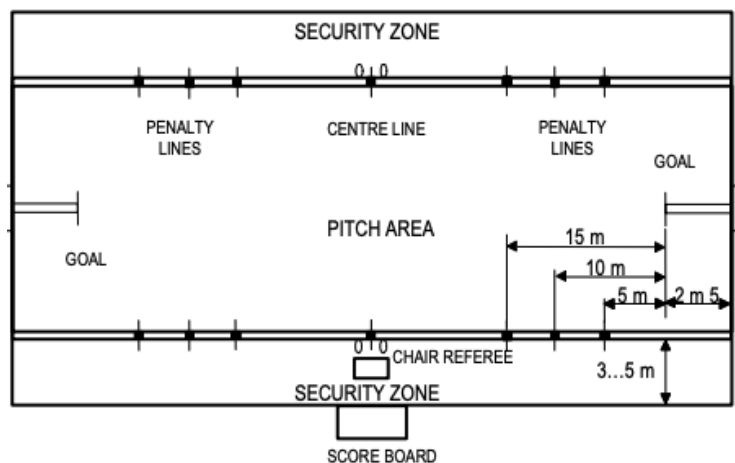 SECURITY ZONE
0 0
PENALTY
LINES
CENTRE LINE
PENALTY
LINES
GOAL
PITCH AREA
15 m
GOAL
10 m
5 m
2 m 5
0 0
CHAIR REFEREE
3...5 m
SECURITY ZONE
SCORE BOARD